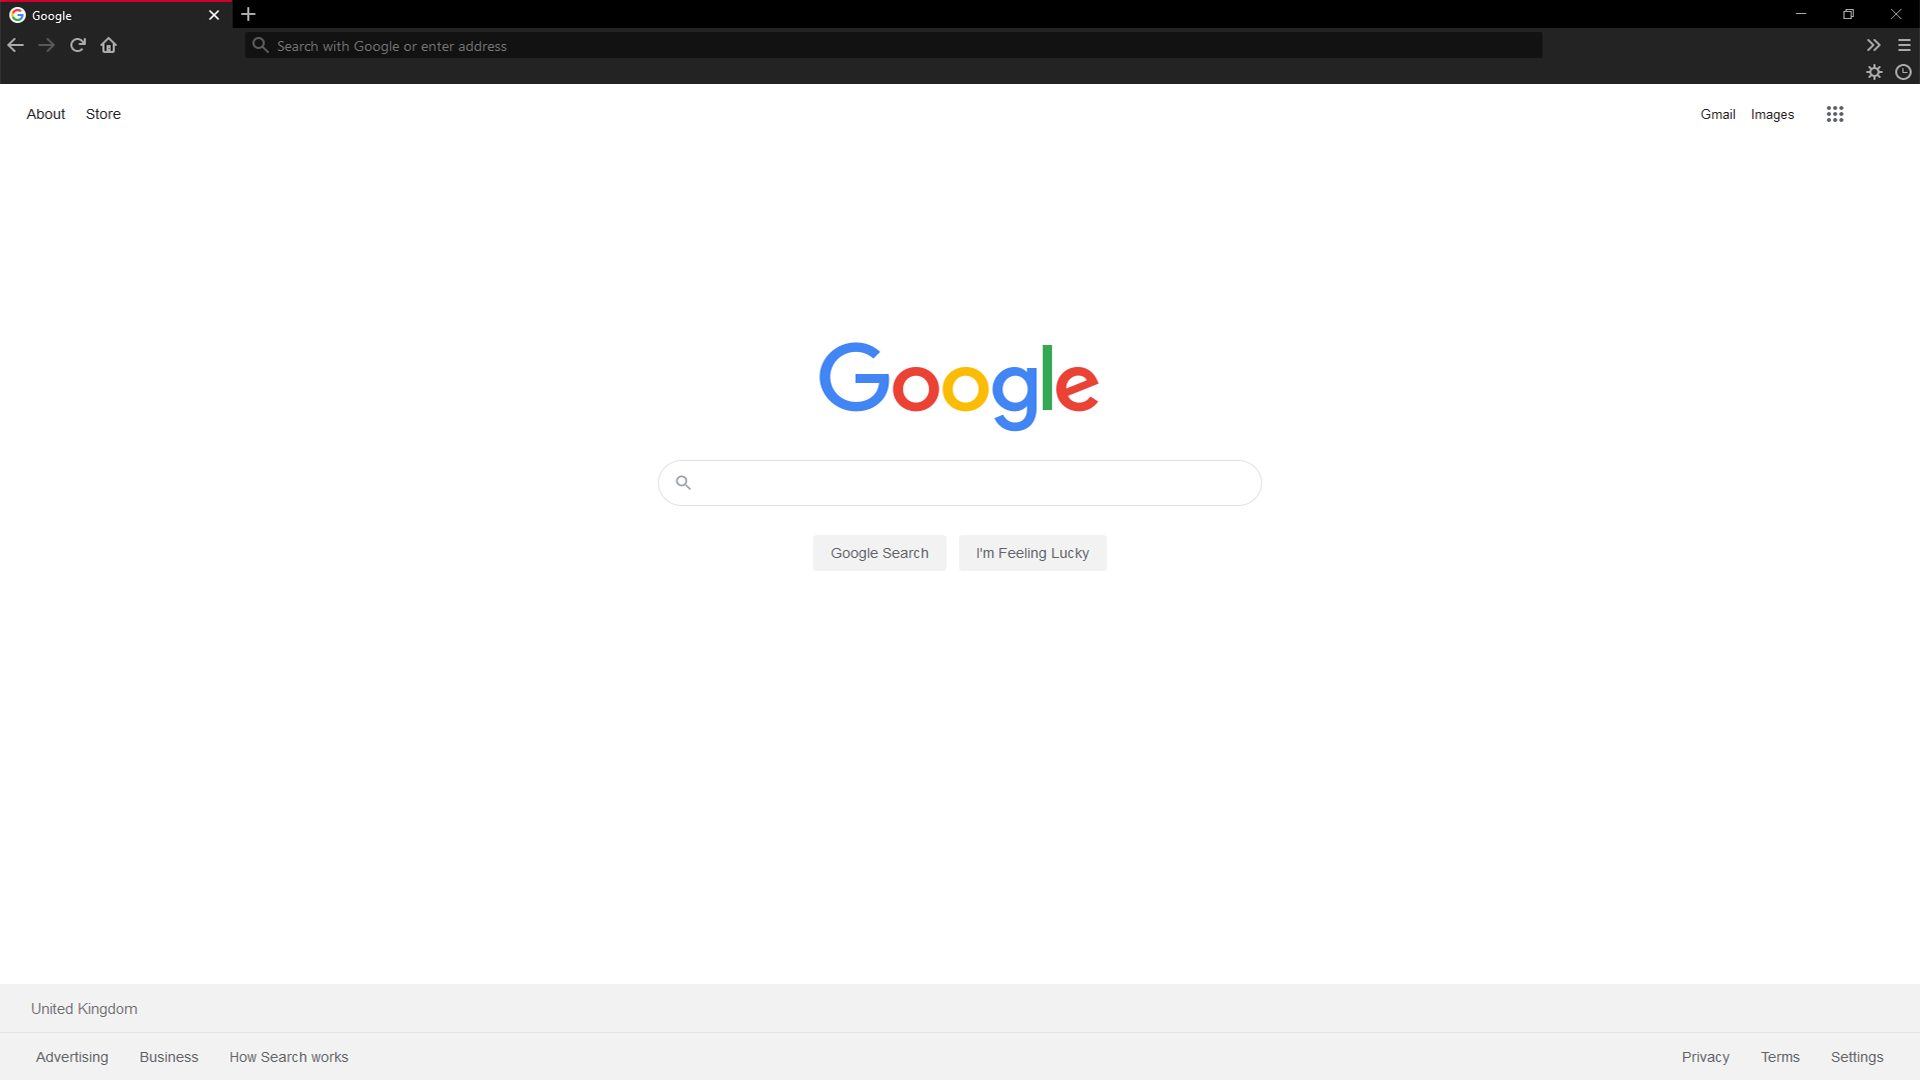 Google
Search with Google or enter address
About Store
Gmail Images
Google
Google Search I'm Feeling Lucky
United Kingdom
Advertising Business How Search works
Privacy Terms Settings